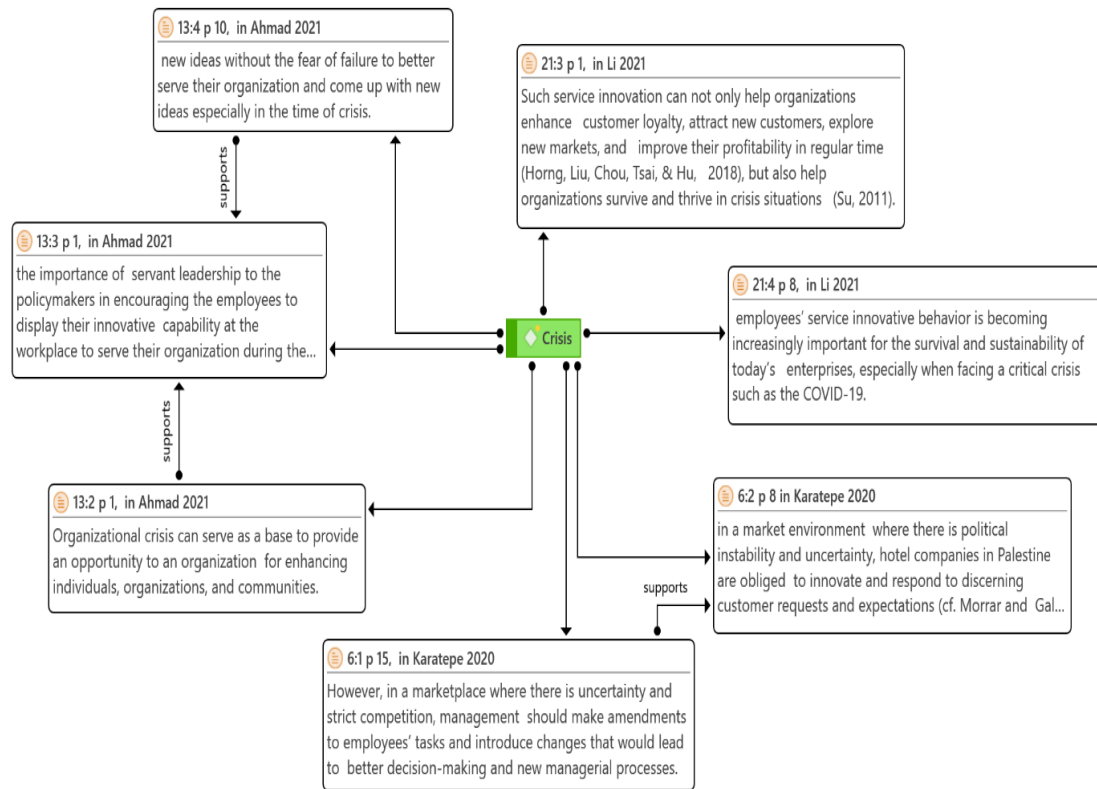 13:4 p 10, in Ahmad 2021
new ideas without the fear of failure to better
serve their organization and come up with new
ideas especially in the time of crisis.
21:3 p 1, in Li 2021
Such service innovation can not only help organizations
enhance customer loyalty, attract new customers, explore
new markets, and improve their profitability in regular time
(Horng, Liu, Chou, Tsai, & Hu, 2018), but also help
organizations survive and thrive in crisis situations (Su, 2011).
supports
13:3 p 1, in Ahmad 2021
the importance of servant leadership to the
policymakers in encouraging the employees to
display their innovative capability at the
workplace to serve their organization during the...
21:4 p 8, in Li 2021
employees' service innovative behavior is becoming
increasingly important for the survival and sustainability of
today's enterprises, especially when facing a critical crisis
such as the COVID-19.
Crisis
supports
13:2 p 1, in Ahmad 2021
Organizational crisis can serve as a base to provide
an opportunity to an organization for enhancing
individuals, organizations, and communities.
6:2 p 8 in Karatepe 2020
in a market environment where there is political
instability and uncertainty, hotel companies in Palestine
are obliged to innovate and respond to discerning
customer requests and expectations (cf. Morrar and Gal...
supports
6:1 p 15, in Karatepe 2020
However, in a marketplace where there is uncertainty and
strict competition, management should make amendments
to employees' tasks and introduce changes that would lead
to better decision-making and new managerial processes.